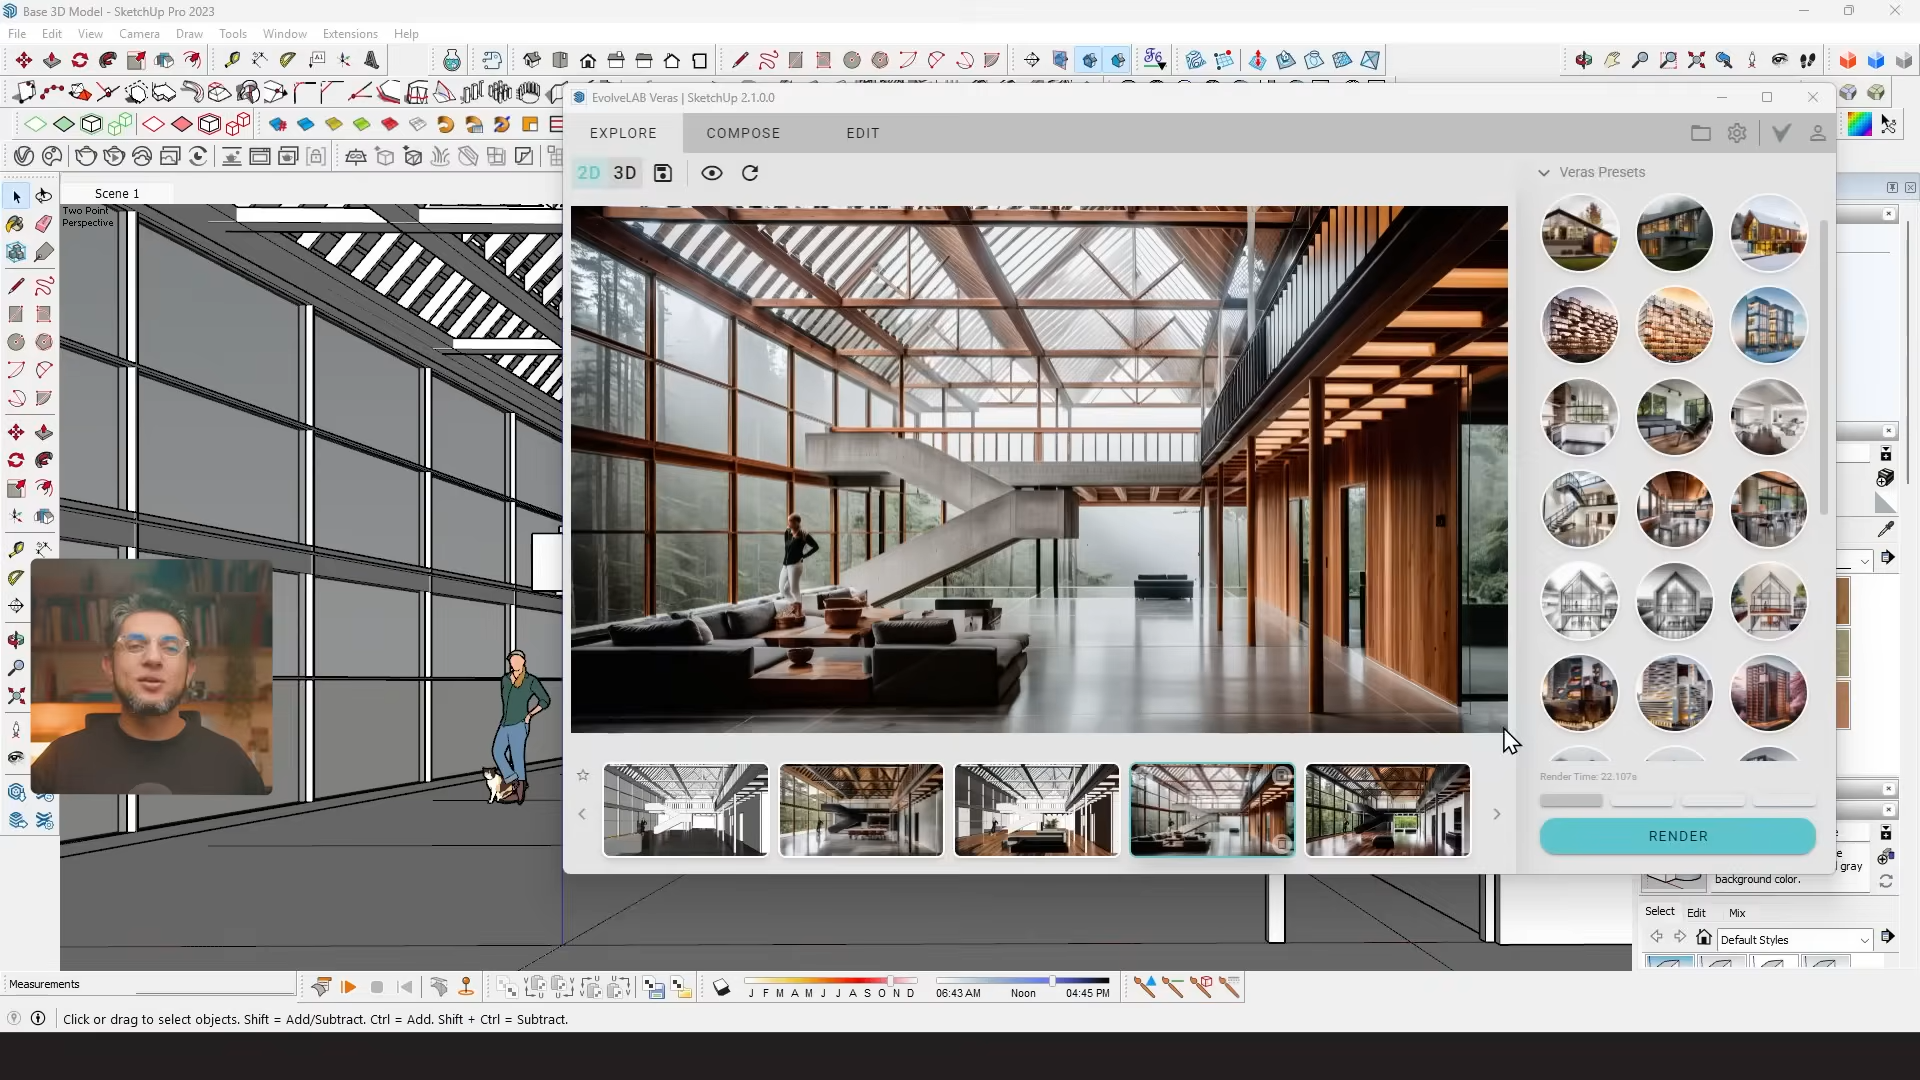 Base 3D Model - SketchUp Pro 2023
File Edit View Camera Draw Tools Window Extensions Help
EvolveLAB Veras | SketchUp 2.1.0.0
EXPLORE COMPOSE EDIT
2D 3D
Veras Presets
Scene 1
Two Point
Perspective
Render Time: 22.107s
RENDER
gray
background color.
Select Edit Mix
Default Styles
Measurements
J F M A M J J A S O N D
06:43 AM Noon 04:45 PM
Click or drag to select objects. Shift = Add/Subtract. Ctrl = Add. Shift + Ctrl = Subtract.